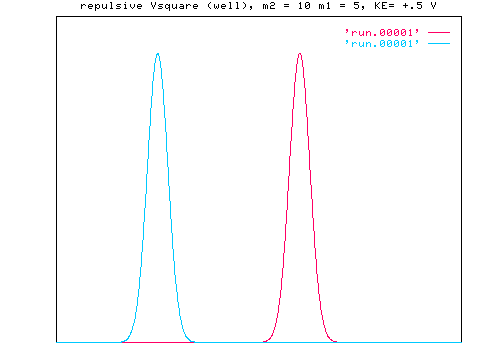 repulsive Vsquare (well), m2 = 10 m1 = 5, KE= +.5 V
'run.00001'
'run.00001'